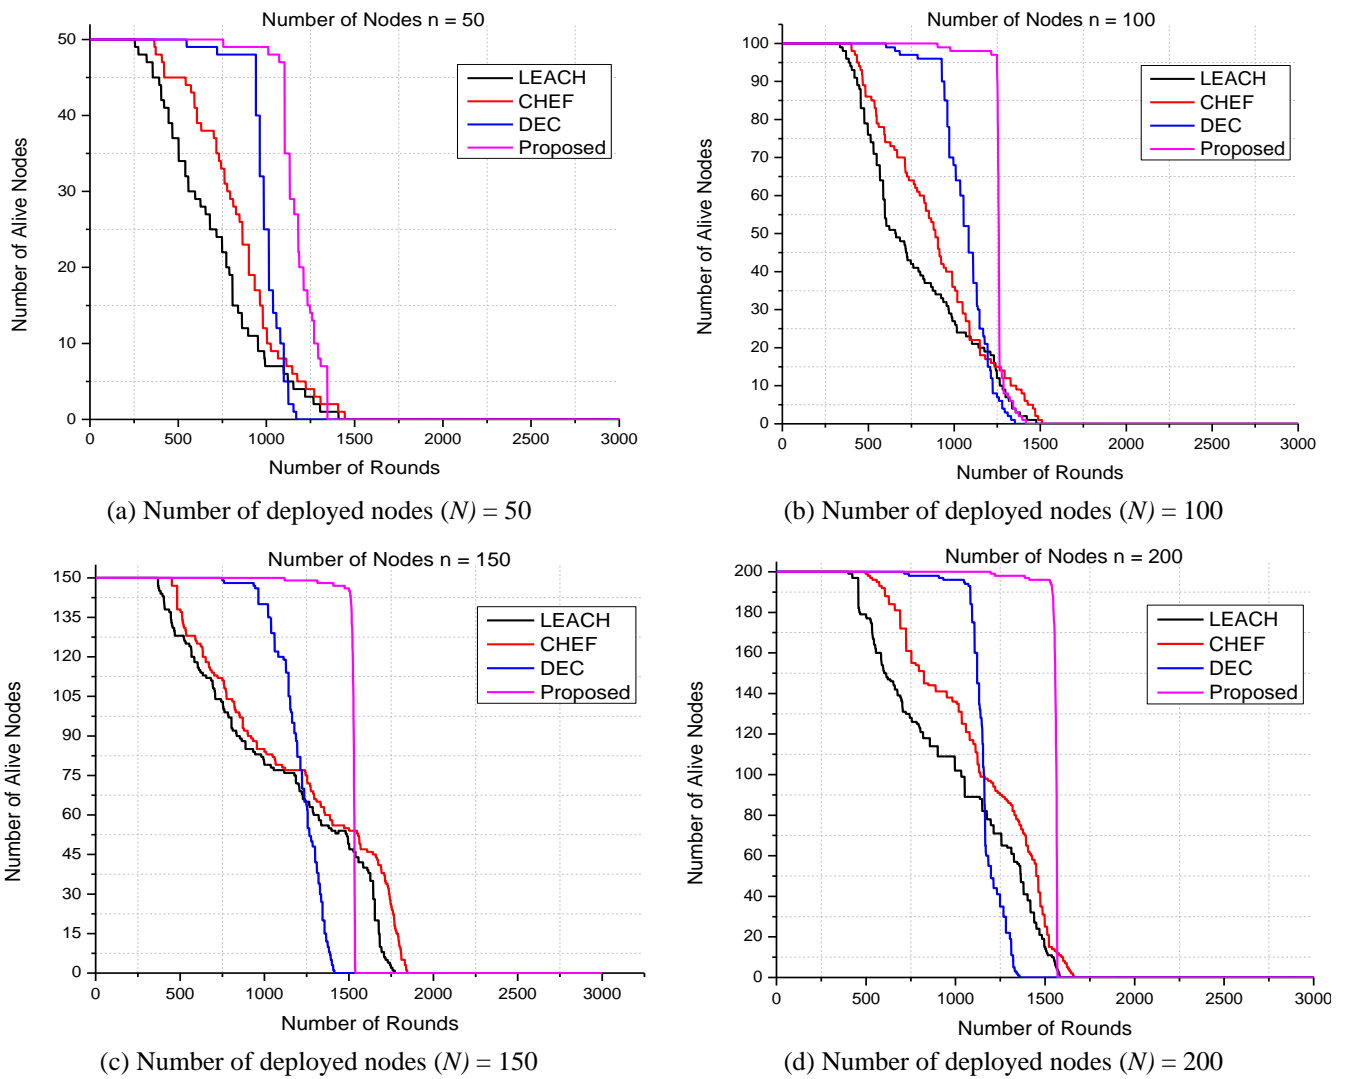 Number of Nodes n = 50
50
40
30
20
10
0
Number of Alive Nodes
LEACH
CHEF
DEC
Proposed
0 500 1000 1500 2000 2500 3000
Number of Rounds
(a) Number of deployed nodes (N) = 50
Number of Nodes n = 100
100
90
80
70
60
50
40
30
20
10
0
Number of Alive Nodes
LEACH
CHEF
DEC
Proposed
0 500 1000 1500 2000 2500 3000
Number of Rounds
(b) Number of deployed nodes (N) = 100
Number of Nodes n = 150
150
135
120
105
90
75
60
45
30
15
0
Number of Alive Nodes
LEACH
CHEF
DEC
Proposed
0 500 1000 1500 2000 2500 3000
Number of Rounds
(c) Number of deployed nodes (N) = 150
Number of Nodes n = 200
200
180
160
140
120
100
80
60
40
20
0
Number of Alive Nodes
LEACH
CHEF
DEC
Proposed
0 500 1000 1500 2000 2500 3000
Number of Rounds
(d) Number of deployed nodes (N) = 200